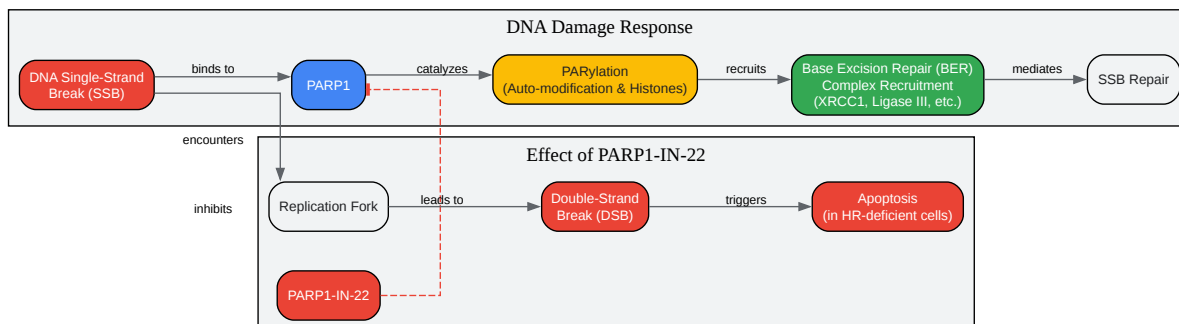 DNA Damage Response
DNA Single-Strand
Break (SSB)
binds to
PARP1
catalyzes
PARylation
(Auto-modification & Histones)
recruits
Base Excision Repair (BER)
Complex Recruitment
(XRCC1, Ligase III, etc.)
mediates
SSB Repair
encounters
Effect of PARP1-IN-22
inhibits
Replication Fork
leads to
Double-Strand
Break (DSB)
triggers
Apoptosis
(in HR-deficient cells)
PARP1-IN-22